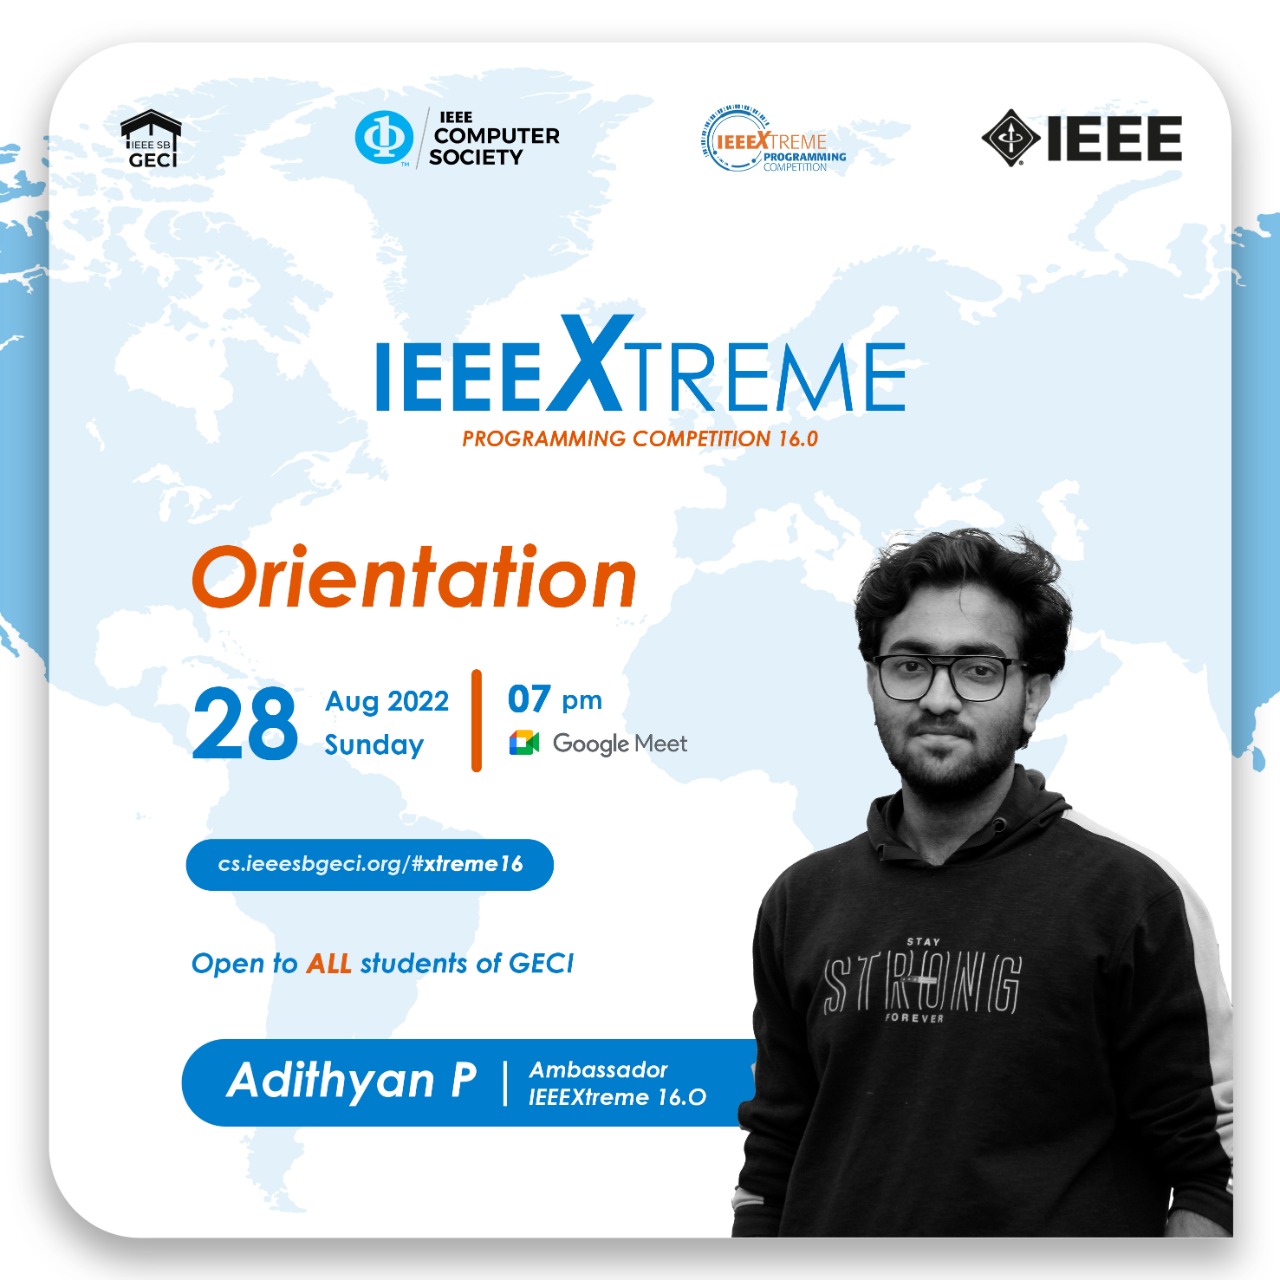 IEEE SB
GECI
IEEE
COMPUTER
SOCIETY
TM
IEEEXTREME
PROGRAMMING
COMPETITION
IEEE
IEEEXTREME
PROGRAMMING COMPETITION 16.0
Orientation
28
Aug 2022
Sunday
07 pm
Google Meet
cs.ieeesbgeci.org/#xtreme16
Open to ALL students of GECI
Adithyan P
Ambassador
IEEEXtreme 16.O
STAY
STRONG
FOREVER